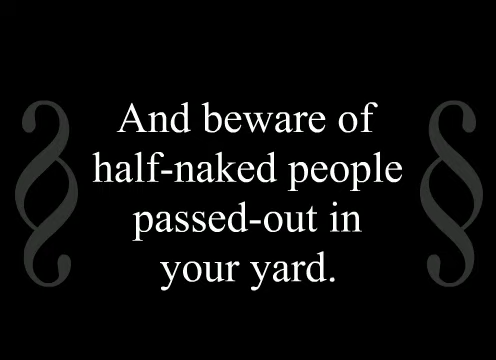 And beware of
half-naked people
passed-out in
your yard.